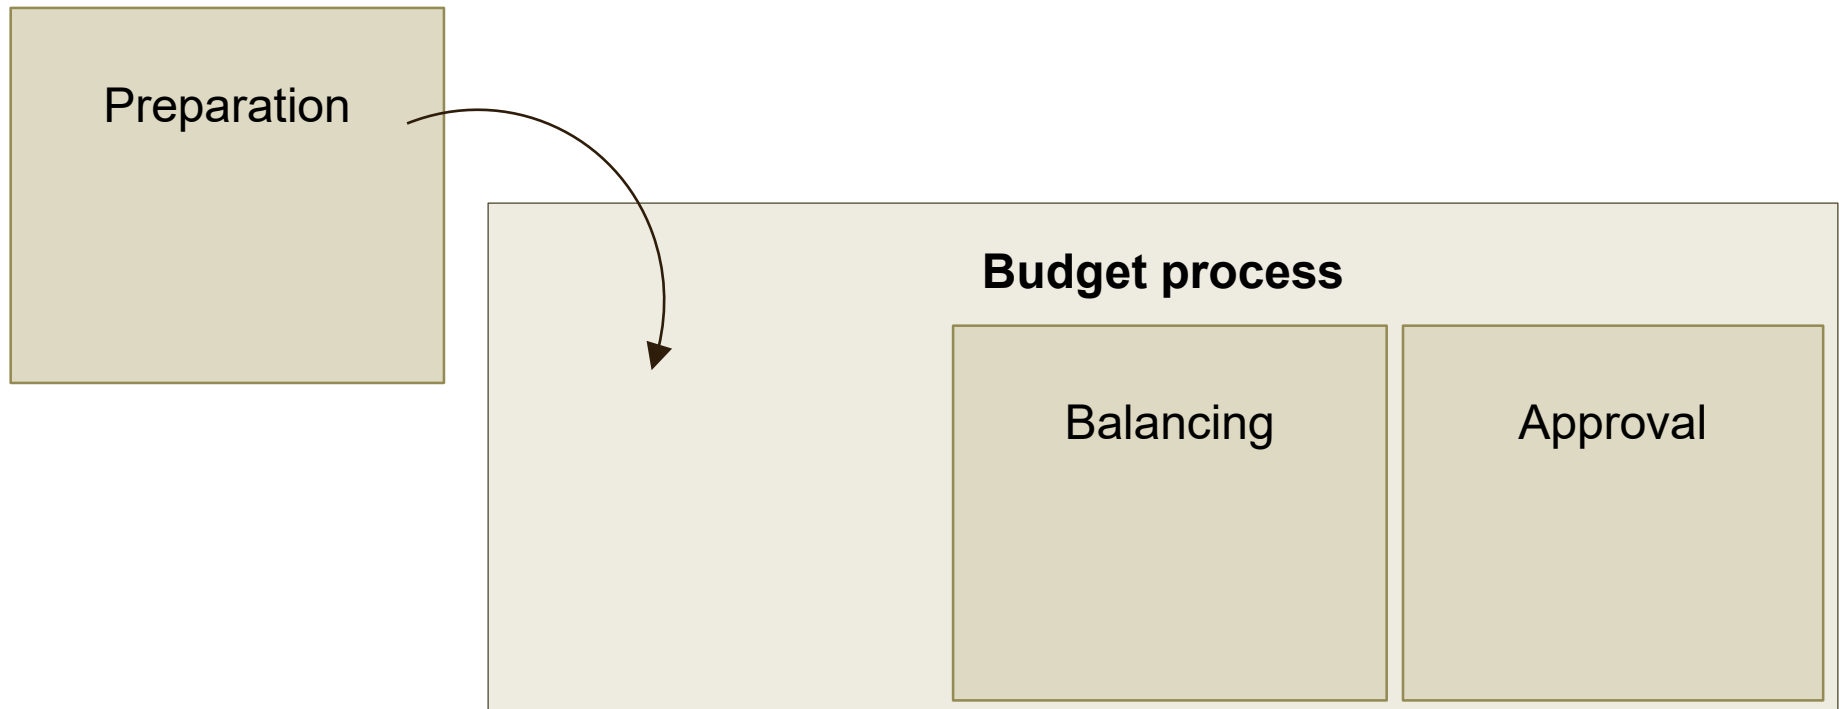 Preparation
Budget process
Balancing
Approval